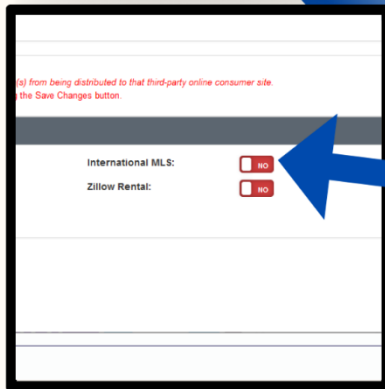 (s) from being distributed to that third-party online consumer site.
the Save Changes button.
International MLS:
NO
Zillow Rental:
NO